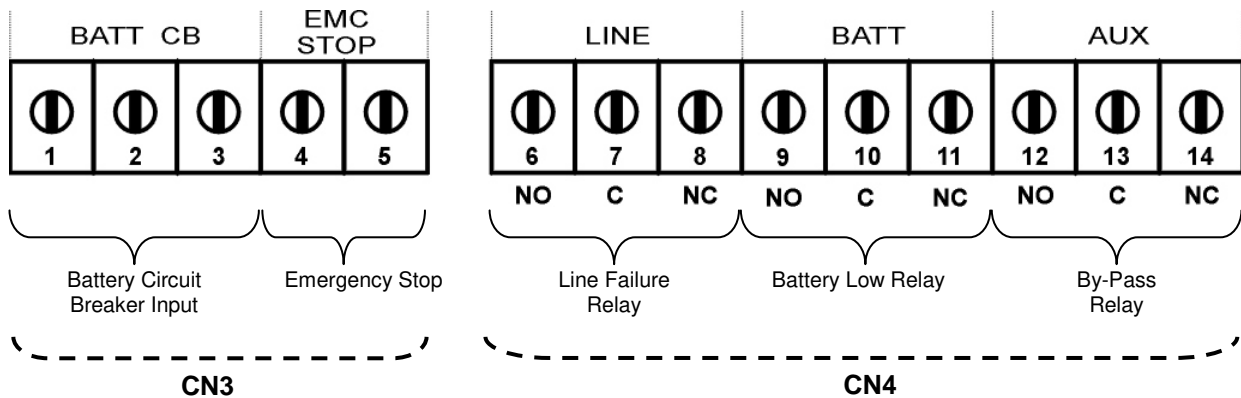 BATT CB
EMC
STOP
LINE
BATT
AUX
1 2 3 4 5
6 7 8 9 10 11 12 13 14
NO C NC NO C NC NO C NC
Battery Circuit
Breaker Input
Emergency Stop
Line Failure
Relay
Battery Low Relay
By-Pass
Relay
CN3
CN4